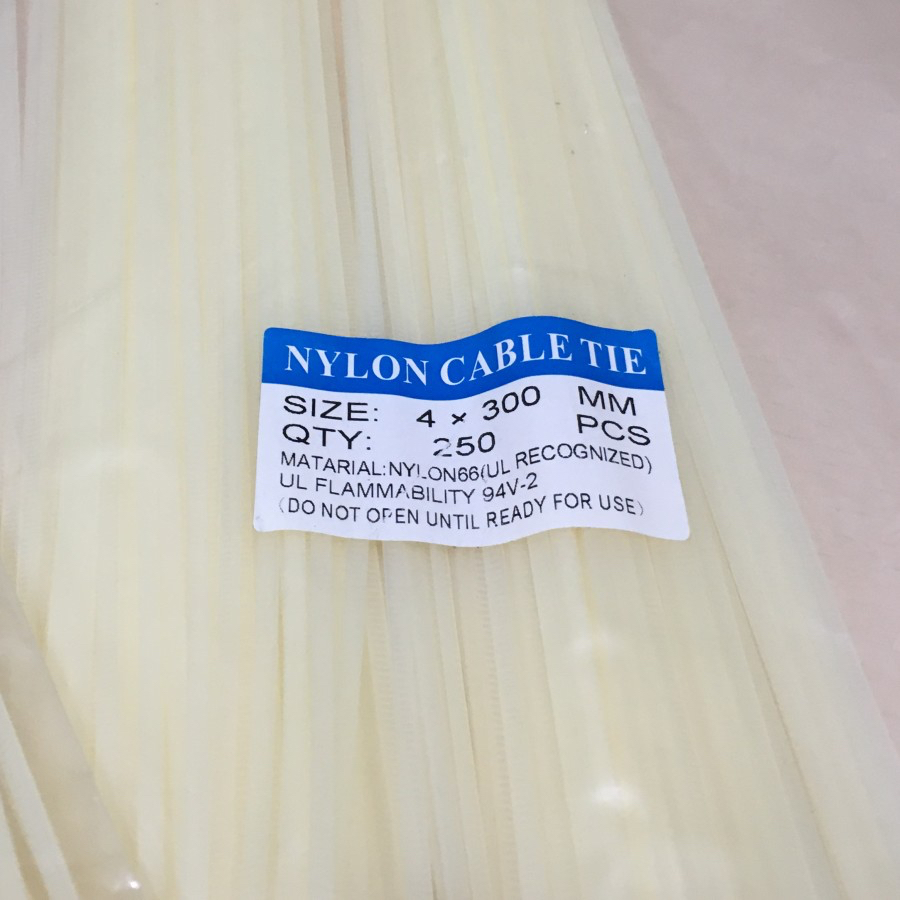 NYLON CABLE TIE
SIZE: 4 × 300 MM
QTY: 250 PCS
MATARIAL:NYLON66(UL RECOGNIZED)
UL FLAMMABILITY 94V-2
(DO NOT OPEN UNTIL READY FOR USE)